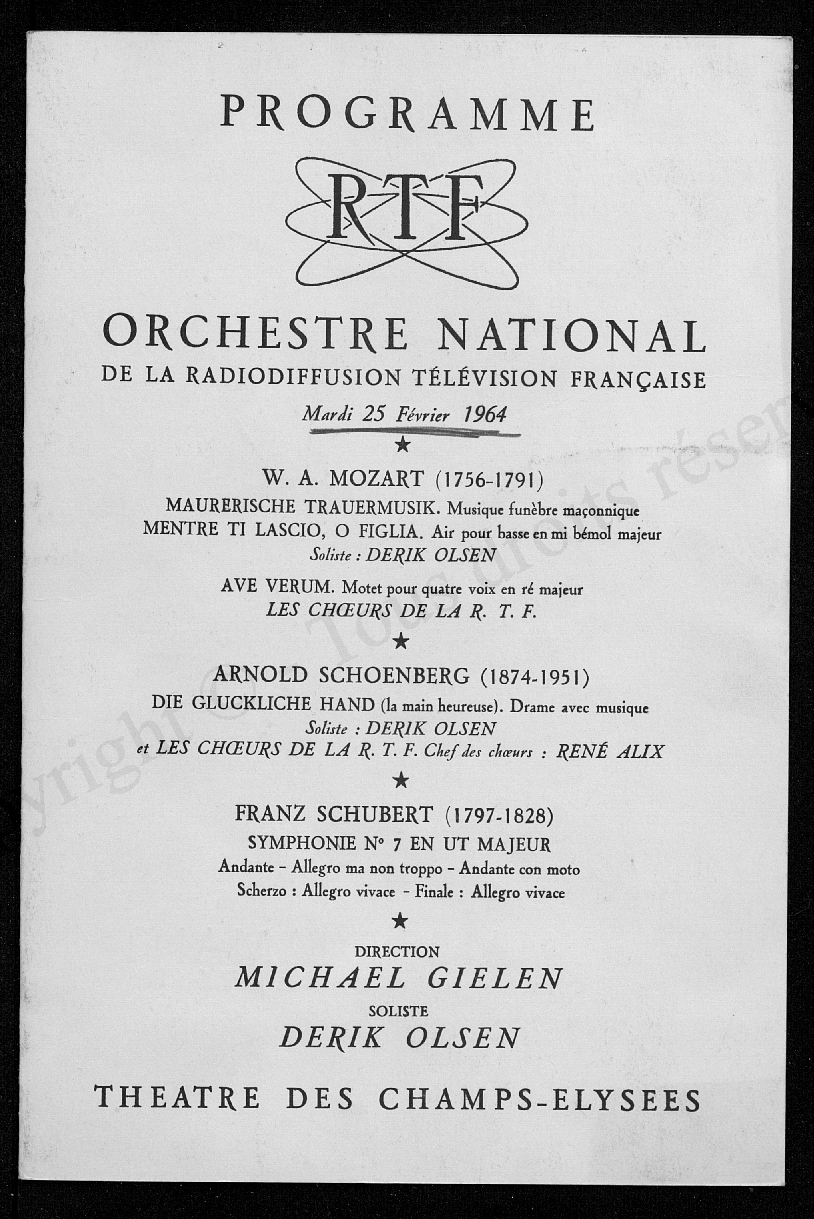 PROGRAMME
RTF
ORCHESTRE NATIONAL
DE LA RADIODIFFUSION TÉLÉVISION FRANÇAISE
Mardi 25 Février 1964
W. A. MOZART (1756-1791)
MAURERISCHE TRAUERMUSIK. Musique funèbre maçonnique
MENTRE TI LASCIO, O FIGLIA. Air pour basse en mi bémol majeur
Soliste : DERIK OLSEN
AVE VERUM. Motet pour quatre voix en ré majeur
LES CHŒURS DE LA R. T. F.
ARNOLD SCHOENBERG (1874-1951)
DIE GLUCKLICHE HAND (la main heureuse). Drame avec musique
Soliste : DERIK OLSEN
et LES CHŒURS DE LA R. T. F. Chef des chœurs : RENÉ ALIX
FRANZ SCHUBERT (1797-1828)
SYMPHONIE Nº 7 EN UT MAJEUR
Andante - Allegro ma non troppo - Andante con moto
Scherzo : Allegro vivace - Finale : Allegro vivace
DIRECTION
MICHAEL GIELEN
SOLISTE
DERIK OLSEN
THEATRE DES CHAMPS-ELYSEES
yright © Tous droits réser